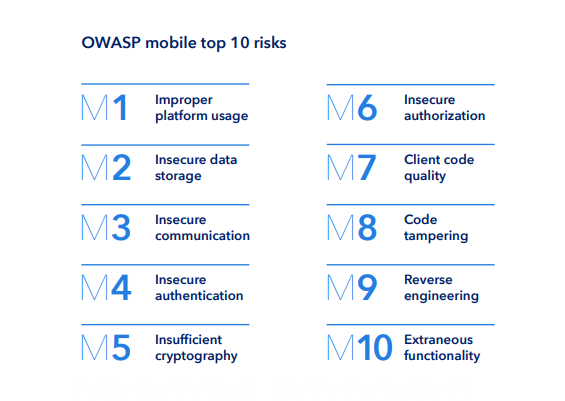 OWASP mobile top 10 risks
M1 Improper
platform usage
M2 Insecure data
storage
M3 Insecure
communication
M4 Insecure
authentication
M5 Insufficient
cryptography
M6 Insecure
authorization
M7 Client code
quality
M8 Code
tampering
M9 Reverse
engineering
M10 Extraneous
functionality